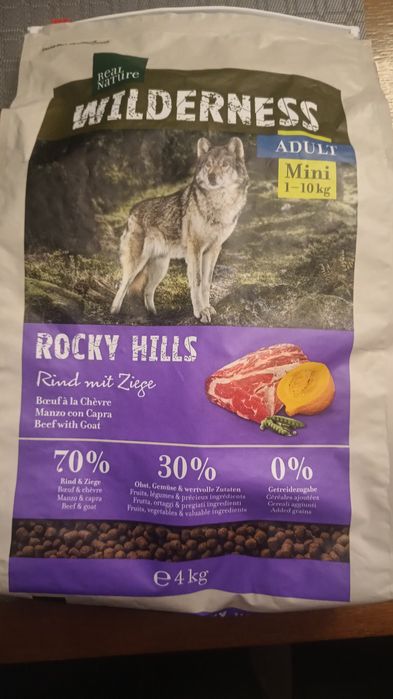 REAL
NATURE
WILDERNESS
ADULT
Mini
1–10 kg
ROCKY HILLS
Rind mit Ziege
Bœuf à la Chèvre
Manzo con Capra
Beef with Goat
70%
Rind & Ziege
Bœuf & chèvre
Manzo & capra
Beef & goat
30%
Obst, Gemüse & wertvolle Zutaten
Fruits, légumes & précieux ingrédients
Frutta, ortaggi & pregiati ingredienti
Fruits, vegetables & valuable ingredients
0%
Getreidezugabe
Céréales ajoutées
Cereali aggiunti
Added grains
e 4 kg